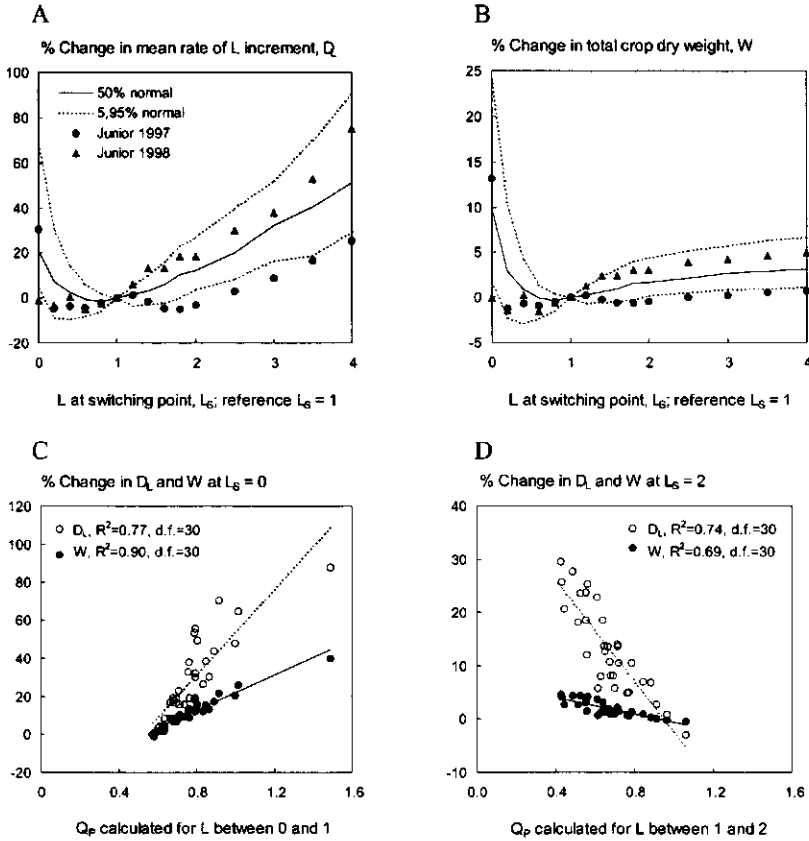 A
% Change in mean rate of L increment, D
100
80
60
40
20
0
-20
50% normal
5,95% normal
Junior 1997
Junior 1998
0 1 2 3 4
L at switching point, LS; reference LS = 1
B
% Change in total crop dry weight, W
25
20
15
10
5
0
-5
0 1 2 3 4
L at switching point, LS; reference LS = 1
C
% Change in DL and W at LS = 0
120
100
80
60
40
20
0
-20
DL, R²=0.77, d.f.=30
W, R²=0.90, d.f.=30
0 0.4 0.8 1.2 1.6
QP calculated for L between 0 and 1
D
% Change in DL and W at LS = 2
40
30
20
10
0
-10
DL, R²=0.74, d.f.=30
W, R²=0.69, d.f.=30
0 0.4 0.8 1.2 1.6
QP calculated for L between 1 and 2